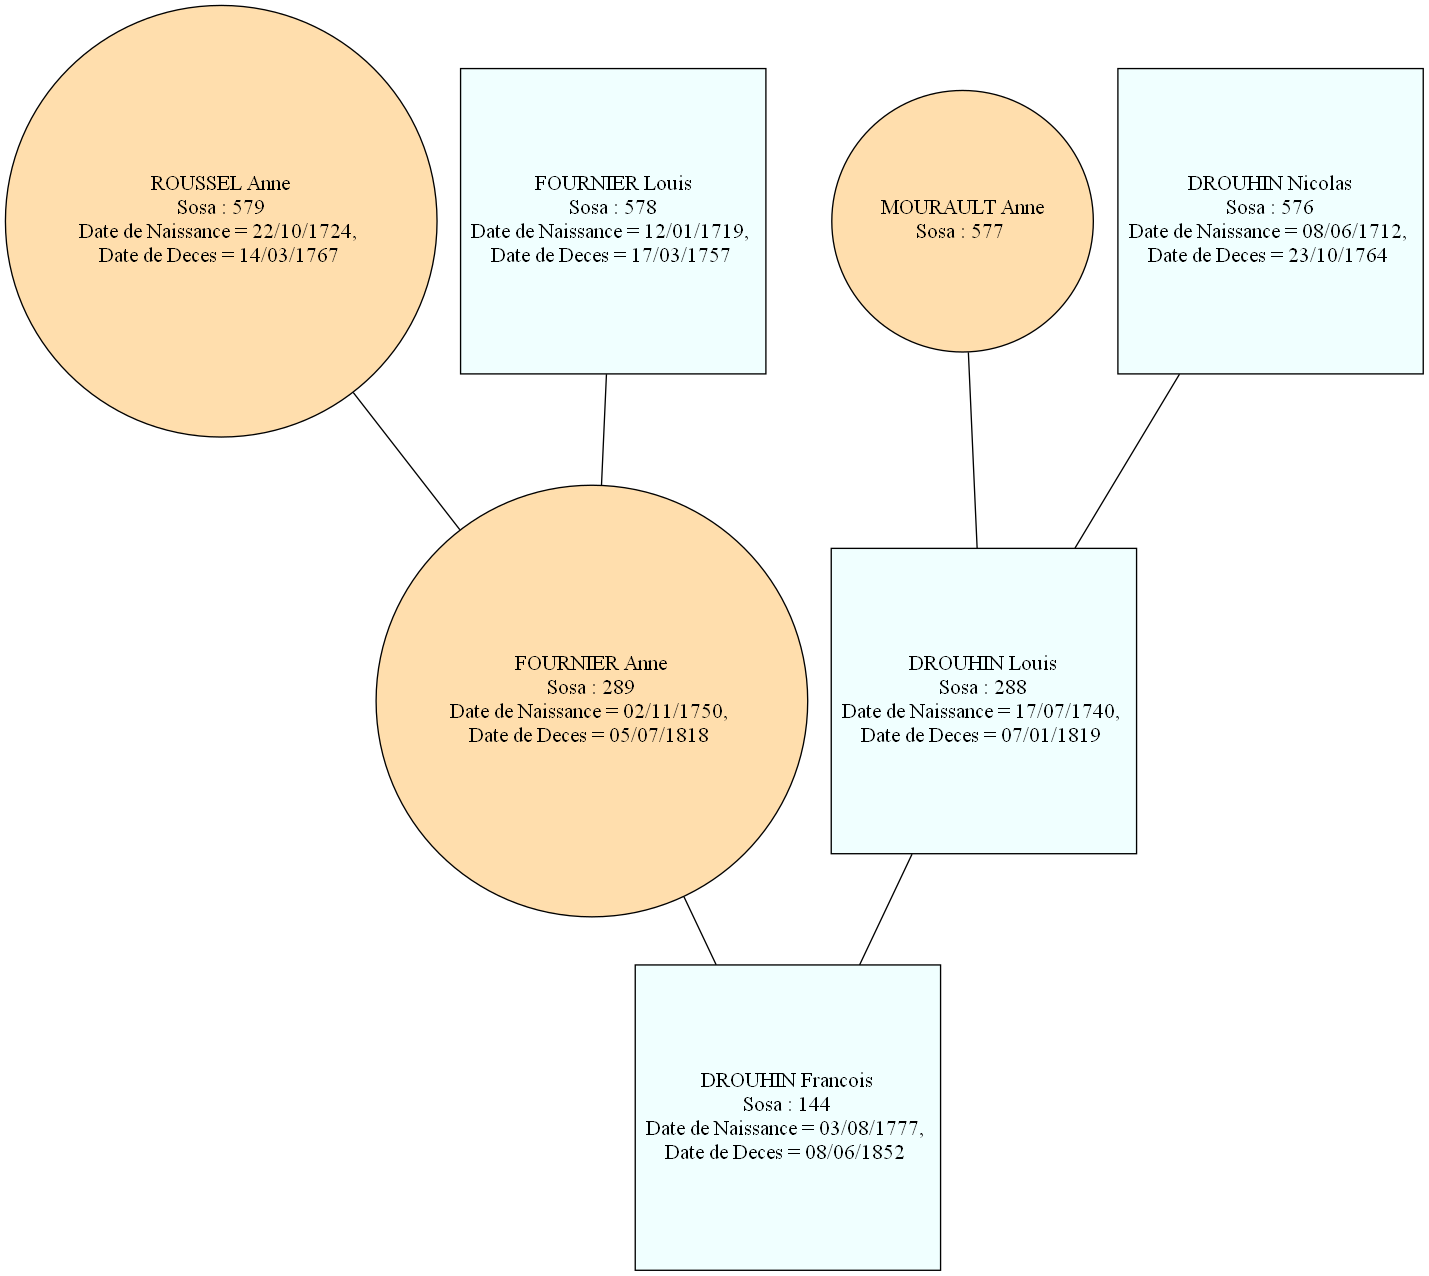 ROUSSEL Anne
Sosa : 579
Date de Naissance = 22/10/1724,
Date de Deces = 14/03/1767
FOURNIER Louis
Sosa : 578
Date de Naissance = 12/01/1719,
Date de Deces = 17/03/1757
MOURAULT Anne
Sosa : 577
DROUHIN Nicolas
Sosa : 576
Date de Naissance = 08/06/1712,
Date de Deces = 23/10/1764
FOURNIER Anne
Sosa : 289
Date de Naissance = 02/11/1750,
Date de Deces = 05/07/1818
DROUHIN Louis
Sosa : 288
Date de Naissance = 17/07/1740,
Date de Deces = 07/01/1819
DROUHIN Francois
Sosa : 144
Date de Naissance = 03/08/1777,
Date de Deces = 08/06/1852